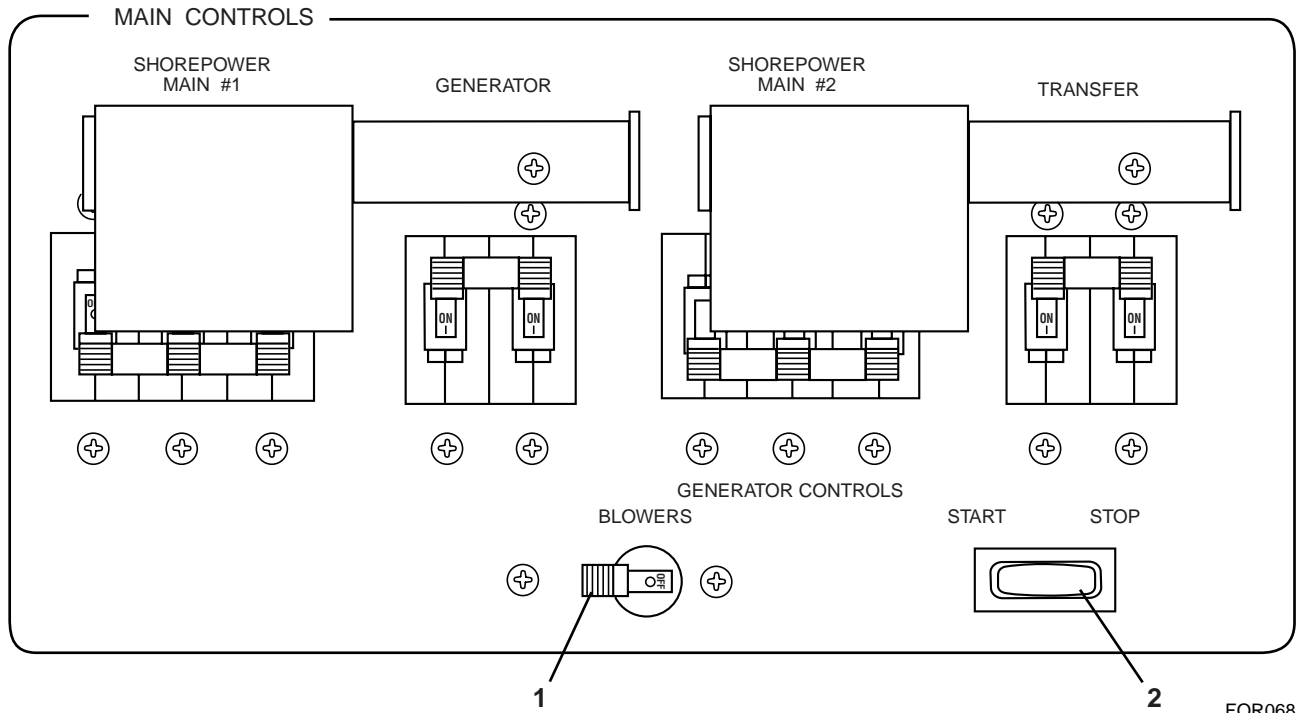 MAIN CONTROLS
SHOREPOWER
MAIN #1
GENERATOR
SHOREPOWER
MAIN #2
TRANSFER
ON
ON
ON
ON
GENERATOR CONTROLS
BLOWERS
START
STOP
OFF
1
2
FOR068